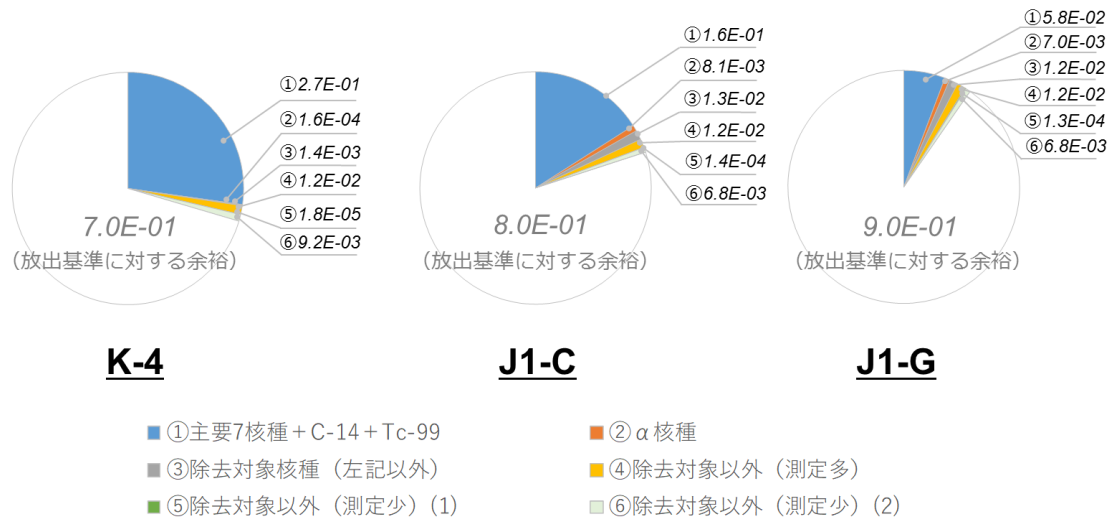 ①2.7E-01
②1.6E-04
③1.4E-03
④1.2E-02
⑤1.8E-05
⑥9.2E-03
7.0E-01
（放出基準に対する余裕）
K-4
①1.6E-01
②8.1E-03
③1.3E-02
④1.2E-02
⑤1.4E-04
⑥6.8E-03
8.0E-01
（放出基準に対する余裕）
J1-C
①5.8E-02
②7.0E-03
③1.2E-02
④1.2E-02
⑤1.3E-04
⑥6.8E-03
9.0E-01
（放出基準に対する余裕）
J1-G
①主要7核種＋C-14＋Tc-99
②α核種
③除去対象核種（左記以外）
④除去対象以外（測定多）
⑤除去対象以外（測定少）(1)
⑥除去対象以外（測定少）(2)